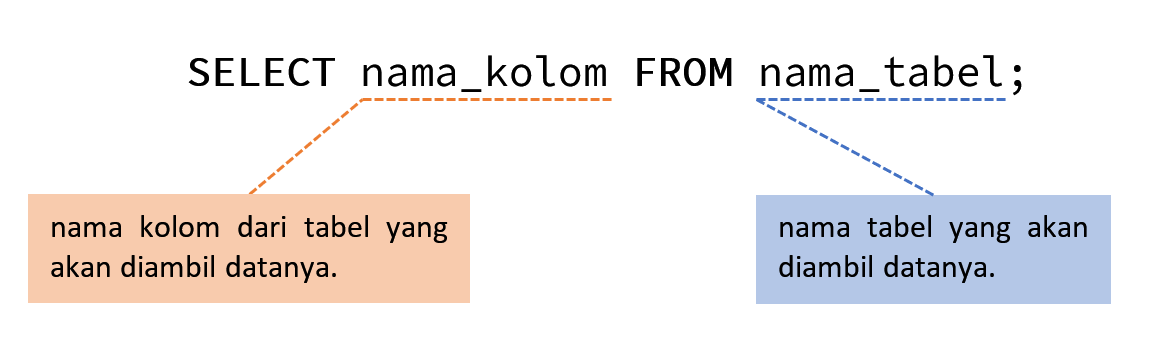 SELECT nama_kolom FROM nama_tabel;
nama kolom dari tabel yang
akan diambil datanya.
nama tabel yang akan
diambil datanya.